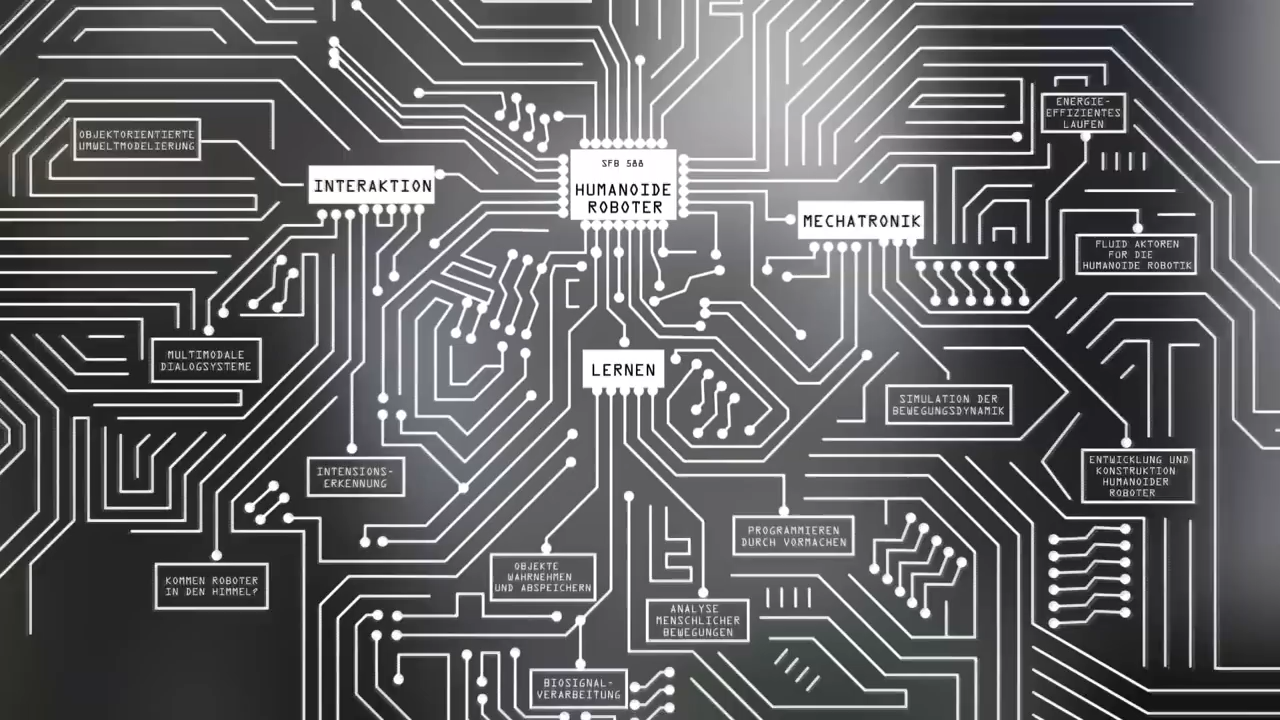 ENERGIE-
EFFIZIENTES
LAUFEN
OBJEKTORIENTIERTE
UMWELTMODELIERUNG
SFB 588
HUMANOIDE
ROBOTER
INTERAKTION
MECHATRONIK
FLUID AKTOREN
FÜR DIE
HUMANOIDE ROBOTIK
MULTIMODALE
DIALOGSYSTEME
LERNEN
SIMULATION DER
BEWEGUNGSDYNAMIK
INTENSIONS-
ERKENNUNG
ENTWICKLUNG UND
KONSTRUKTION
HUMANOIDER
ROBOTER
PROGRAMMIEREN
DURCH VORMACHEN
KOMMEN ROBOTER
IN DEN HIMMEL?
OBJEKTE
WAHRNEHMEN
UND ABSPEICHERN
ANALYSE
MENSCHLICHER
BEWEGUNGEN
BIOSIGNAL-
VERARBEITUNG